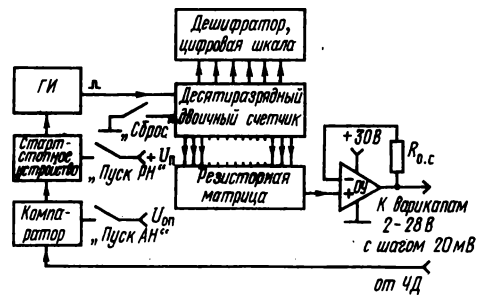 Дешифратор,
цифровая шкала
ГИ
Десятиразрядный
двоичный счетчик
„Сброс“
Старт-
стопное
устройство
+Uп
„Пуск РН“
Резисторная
матрица
+30В
Rо.с
ОУ
Компа-
ратор
Uоп
„Пуск АН“
К варикапам
2-28В
с шагом 20мВ
от ЧД